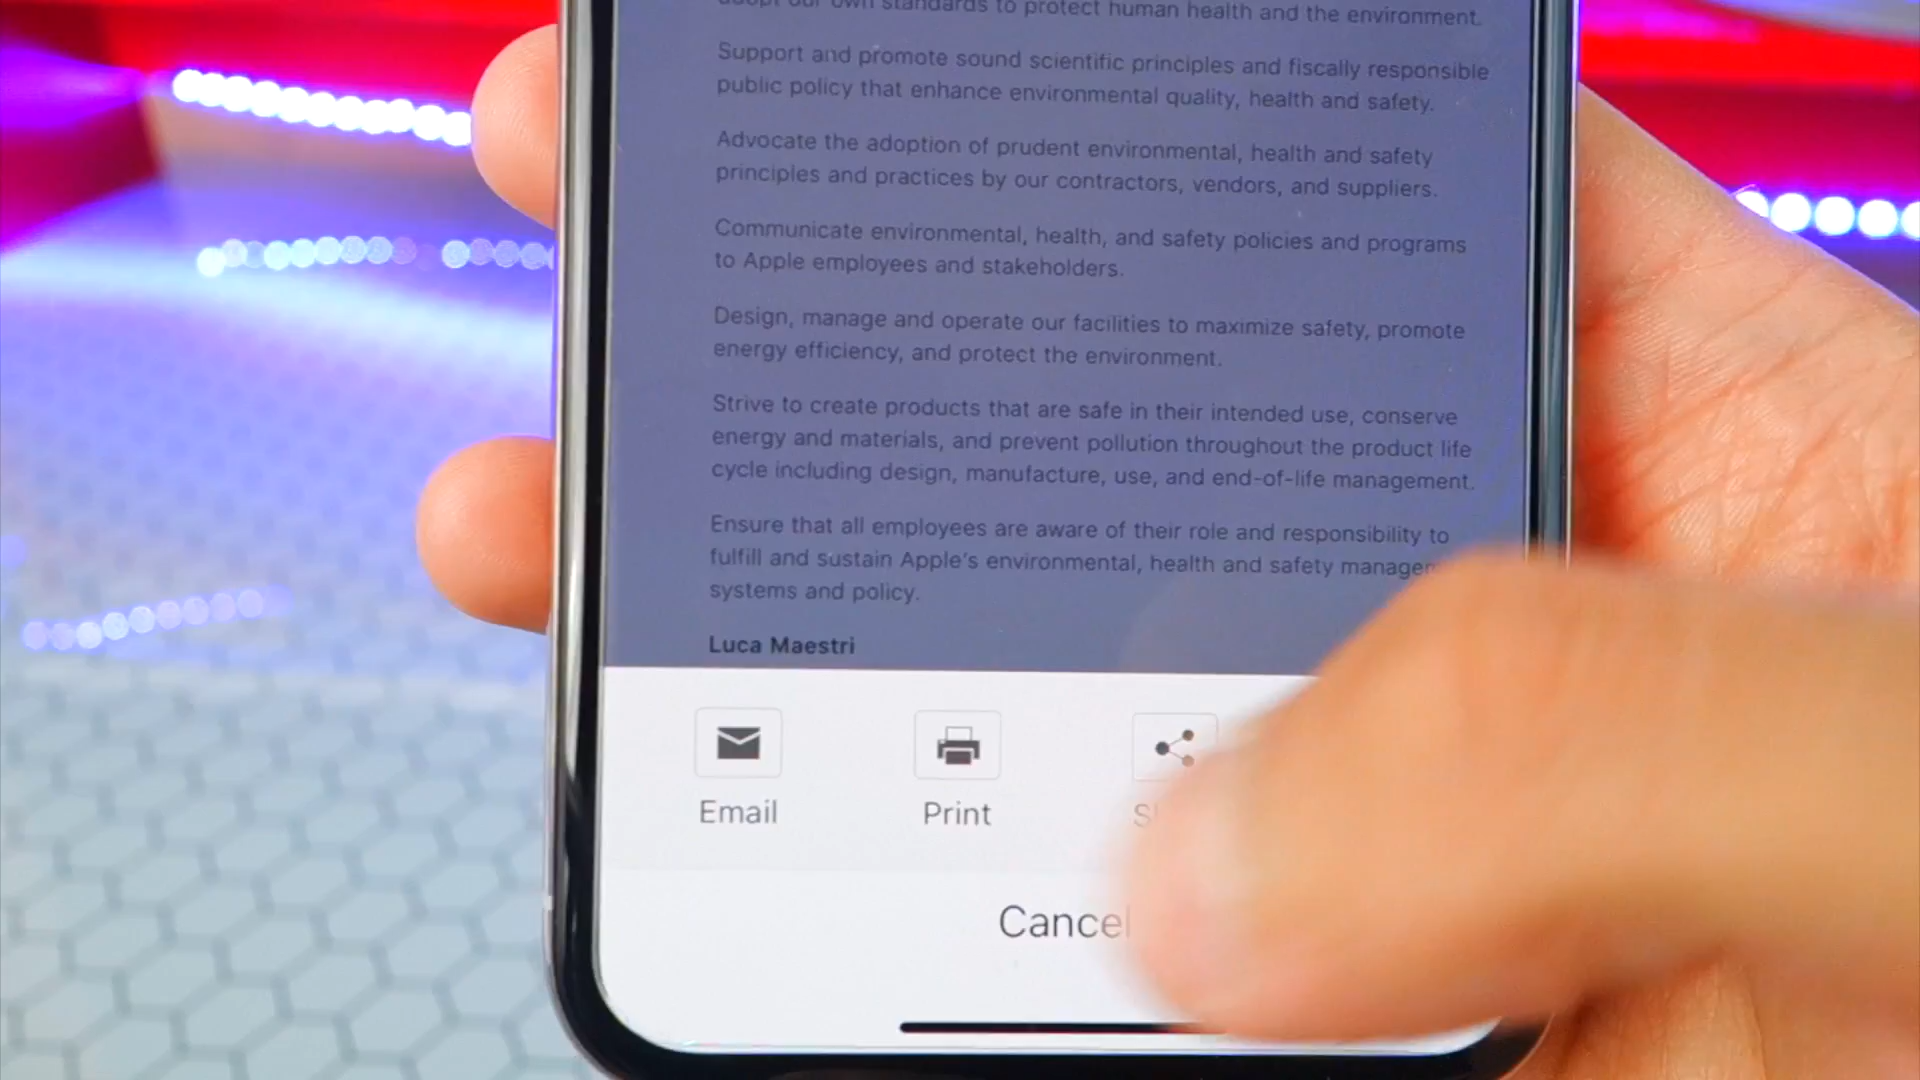 adopt our own standards to protect human health and the environment.
Support and promote sound scientific principles and fiscally responsible
public policy that enhance environmental quality, health and safety.
Advocate the adoption of prudent environmental, health and safety
principles and practices by our contractors, vendors, and suppliers.
Communicate environmental, health, and safety policies and programs
to Apple employees and stakeholders.
Design, manage and operate our facilities to maximize safety, promote
energy efficiency, and protect the environment.
Strive to create products that are safe in their intended use, conserve
energy and materials, and prevent pollution throughout the product life
cycle including design, manufacture, use, and end-of-life management.
Ensure that all employees are aware of their role and responsibility to
fulfill and sustain Apple's environmental, health and safety
systems and policy.
Luca Maestri
Email
Print
Cancel